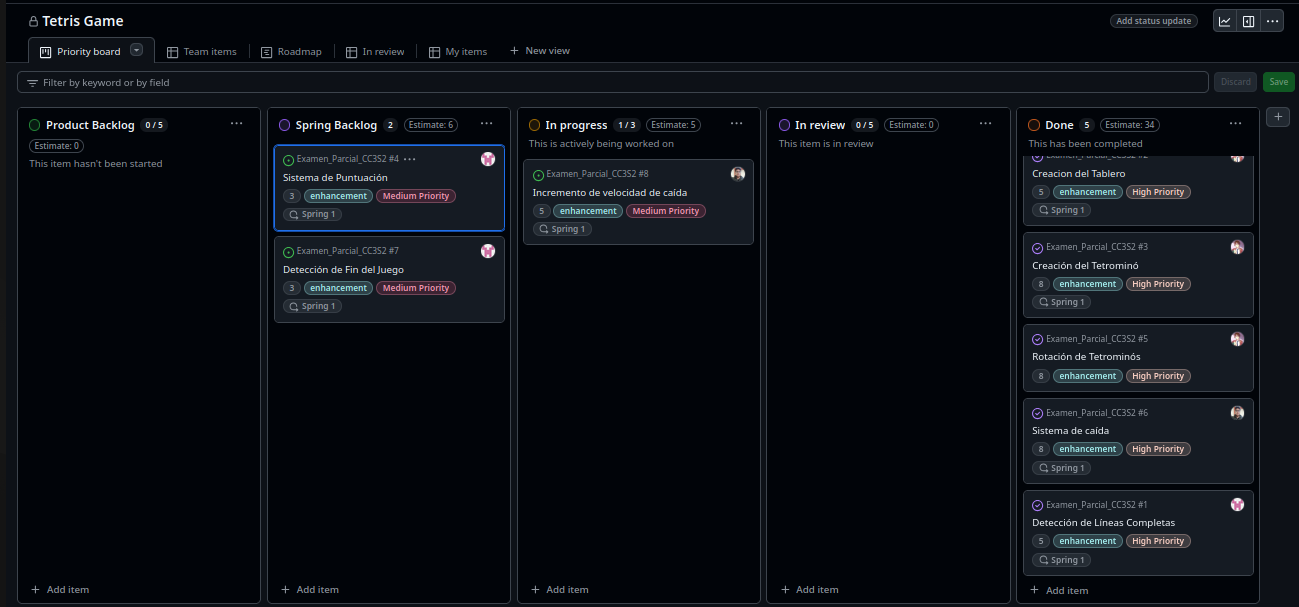 Tetris Game
Add status update
Priority board
Team items
Roadmap
In review
My items
New view
Filter by keyword or by field
Discard
Save
Product Backlog 0 / 5
Estimate: 0
This item hasn't been started
Add item
Spring Backlog 2 Estimate: 6
Examen_Parcial_CC3S2 #4
Sistema de Puntuación
3 enhancement Medium Priority
Spring 1
Examen_Parcial_CC3S2 #7
Detección de Fin del Juego
3 enhancement Medium Priority
Spring 1
Add item
In progress 1 / 3 Estimate: 5
This is actively being worked on
Examen_Parcial_CC3S2 #8
Incremento de velocidad de caída
5 enhancement Medium Priority
Spring 1
Add item
In review 0 / 5 Estimate: 0
This item is in review
Add item
Done 5 Estimate: 34
This has been completed
Examen_Parcial_CC3S2 #2
Creacion del Tablero
5 enhancement High Priority
Spring 1
Examen_Parcial_CC3S2 #3
Creación del Tetrominó
8 enhancement High Priority
Spring 1
Examen_Parcial_CC3S2 #5
Rotación de Tetrominós
8 enhancement High Priority
Examen_Parcial_CC3S2 #6
Sistema de caída
8 enhancement High Priority
Spring 1
Examen_Parcial_CC3S2 #1
Detección de Líneas Completas
5 enhancement High Priority
Spring 1
Add item